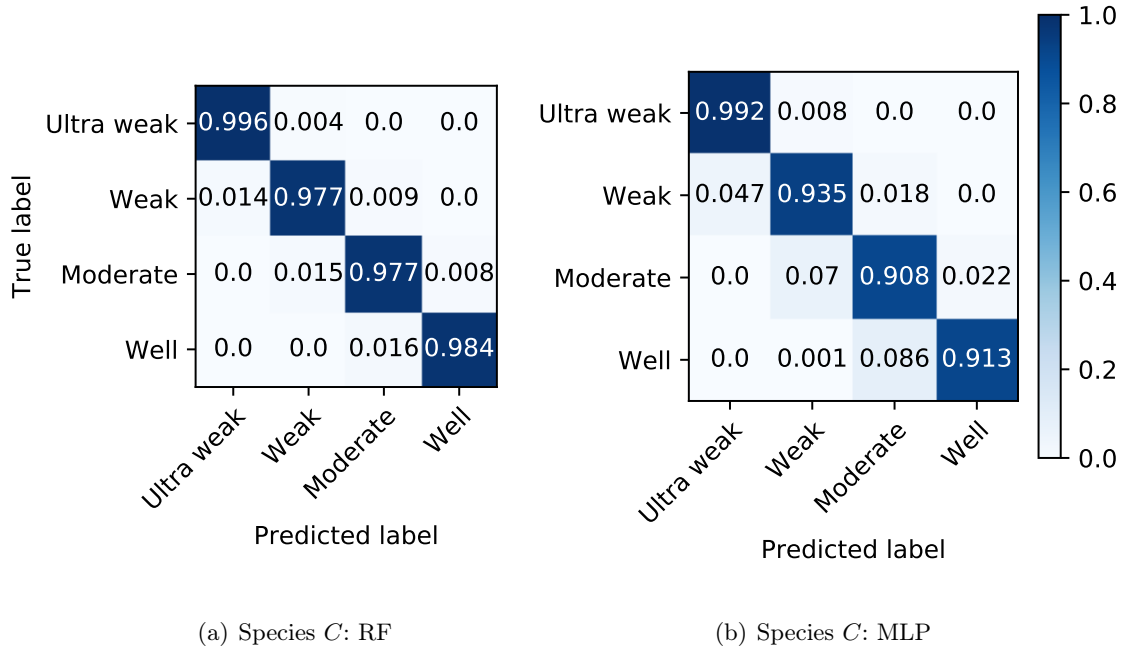 True label
Ultra weak 0.996 0.004 0.0 0.0
Weak 0.014 0.977 0.009 0.0
Moderate 0.0 0.015 0.977 0.008
Well 0.0 0.0 0.016 0.984
Ultra weak Weak Moderate Well
Predicted label
Ultra weak 0.992 0.008 0.0 0.0
Weak 0.047 0.935 0.018 0.0
Moderate 0.0 0.07 0.908 0.022
Well 0.0 0.001 0.086 0.913
Ultra weak Weak Moderate Well
Predicted label
1.0
0.8
0.6
0.4
0.2
0.0
(a) Species C: RF
(b) Species C: MLP